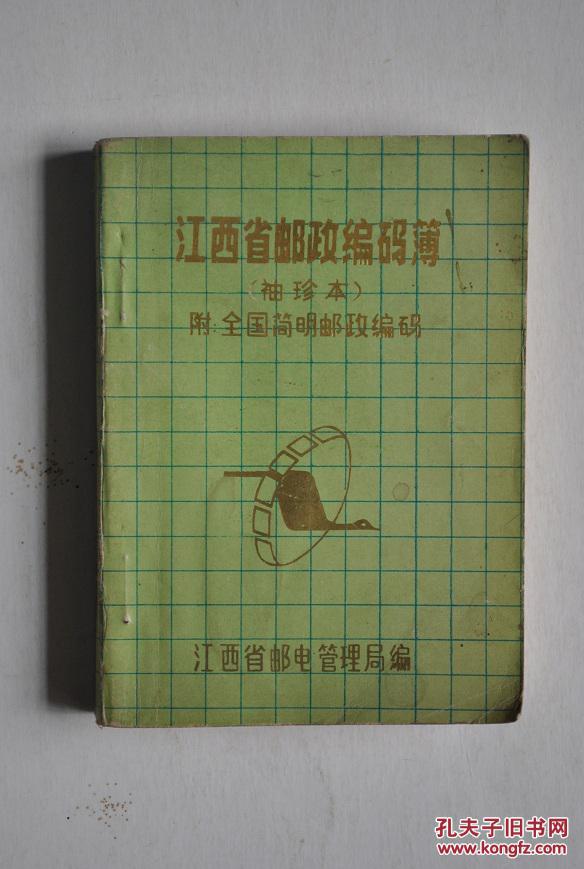 江西省邮政编码薄
（袖珍本）
附：全国简明邮政编码
江西省邮电管理局编
孔夫子旧书网
www.kongfz.com